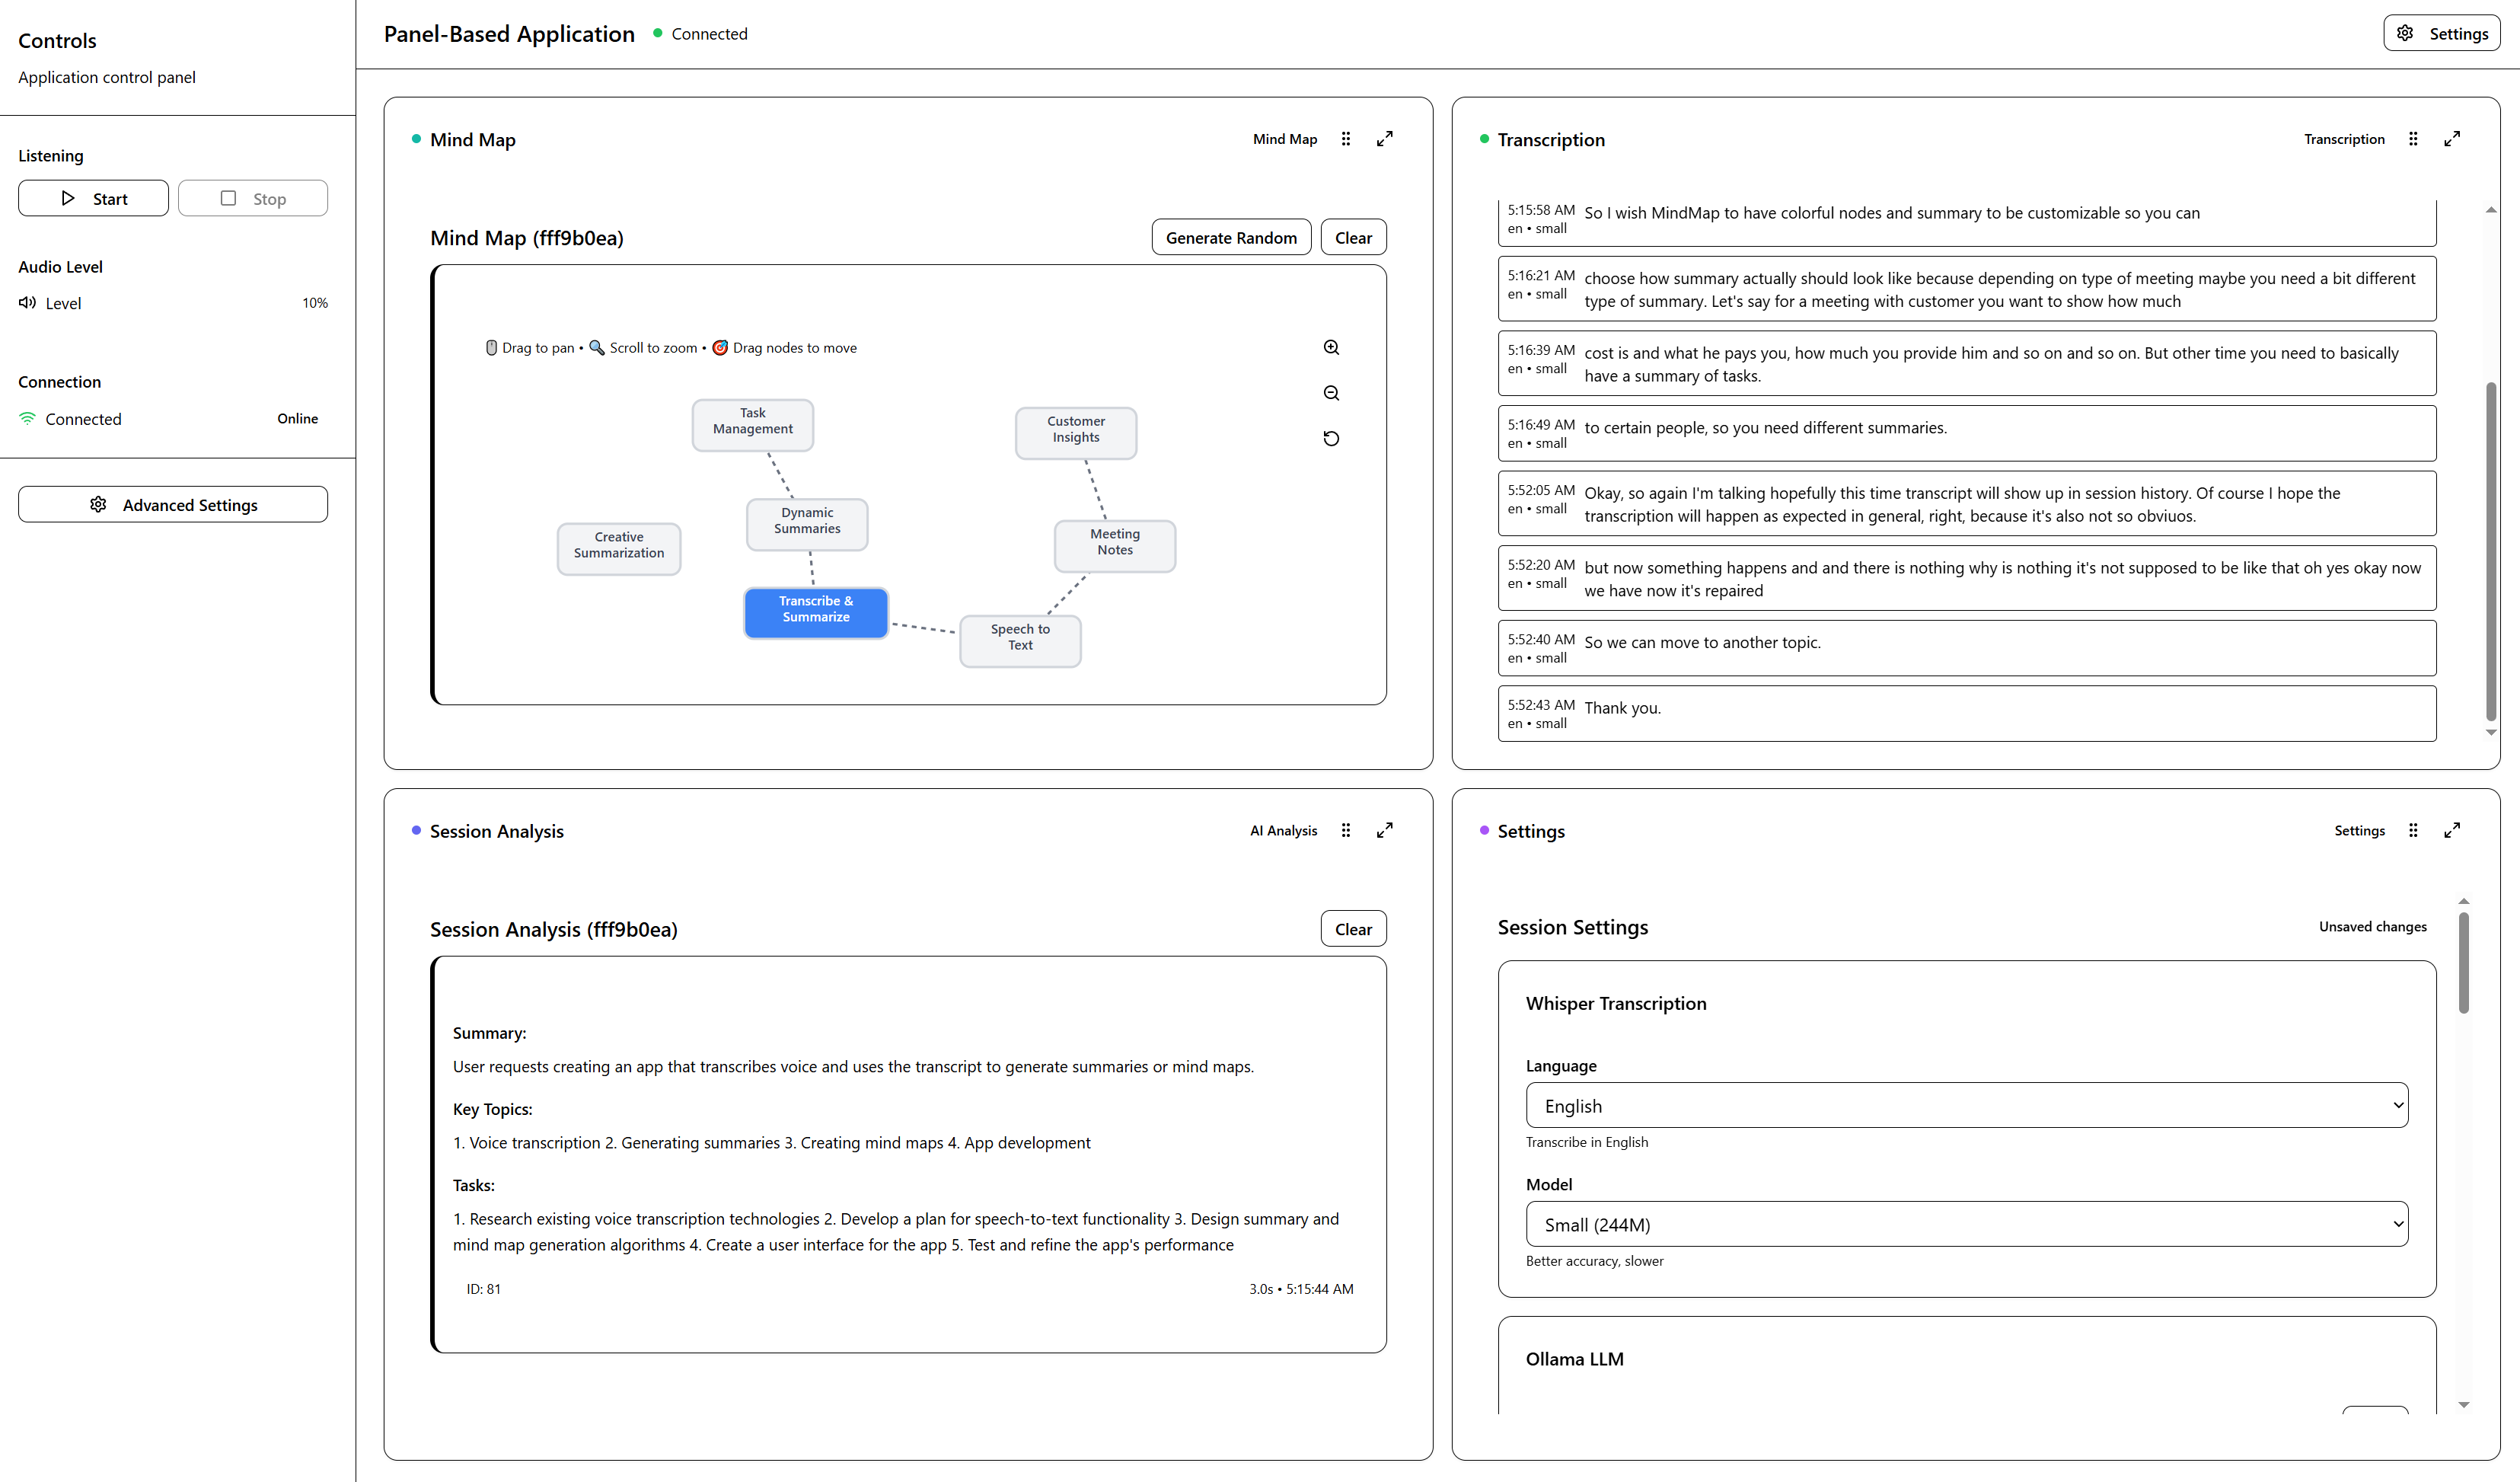 Controls
Application control panel
Listening
Start
Stop
Audio Level
Level
10%
Connection
Connected
Online
Advanced Settings
Panel-Based Application
Connected
Settings
Mind Map
Mind Map
Mind Map (fff9b0ea)
Generate Random
Clear
Drag to pan • Scroll to zoom • Drag nodes to move
Task
Management
Customer
Insights
Dynamic
Summaries
Creative
Summarization
Meeting
Notes
Transcribe &
Summarize
Speech to
Text
Transcription
Transcription
5:15:58 AM
en • small
So I wish MindMap to have colorful nodes and summary to be customizable so you can
5:16:21 AM
en • small
choose how summary actually should look like because depending on type of meeting maybe you need a bit different
type of summary. Let's say for a meeting with customer you want to show how much
5:16:39 AM
en • small
cost is and what he pays you, how much you provide him and so on and so on. But other time you need to basically
have a summary of tasks.
5:16:49 AM
en • small
to certain people, so you need different summaries.
5:52:05 AM
en • small
Okay, so again I'm talking hopefully this time transcript will show up in session history. Of course I hope the
transcription will happen as expected in general, right, because it's also not so obviuos.
5:52:20 AM
en • small
but now something happens and and there is nothing why is nothing it's not supposed to be like that oh yes okay now
we have now it's repaired
5:52:40 AM
en • small
So we can move to another topic.
5:52:43 AM
en • small
Thank you.
Session Analysis
AI Analysis
Session Analysis (fff9b0ea)
Clear
Summary:
User requests creating an app that transcribes voice and uses the transcript to generate summaries or mind maps.
Key Topics:
1. Voice transcription 2. Generating summaries 3. Creating mind maps 4. App development
Tasks:
1. Research existing voice transcription technologies 2. Develop a plan for speech-to-text functionality 3. Design summary and
mind map generation algorithms 4. Create a user interface for the app 5. Test and refine the app's performance
ID: 81
3.0s • 5:15:44 AM
Settings
Settings
Session Settings
Unsaved changes
Whisper Transcription
Language
English
Transcribe in English
Model
Small (244M)
Better accuracy, slower
Ollama LLM